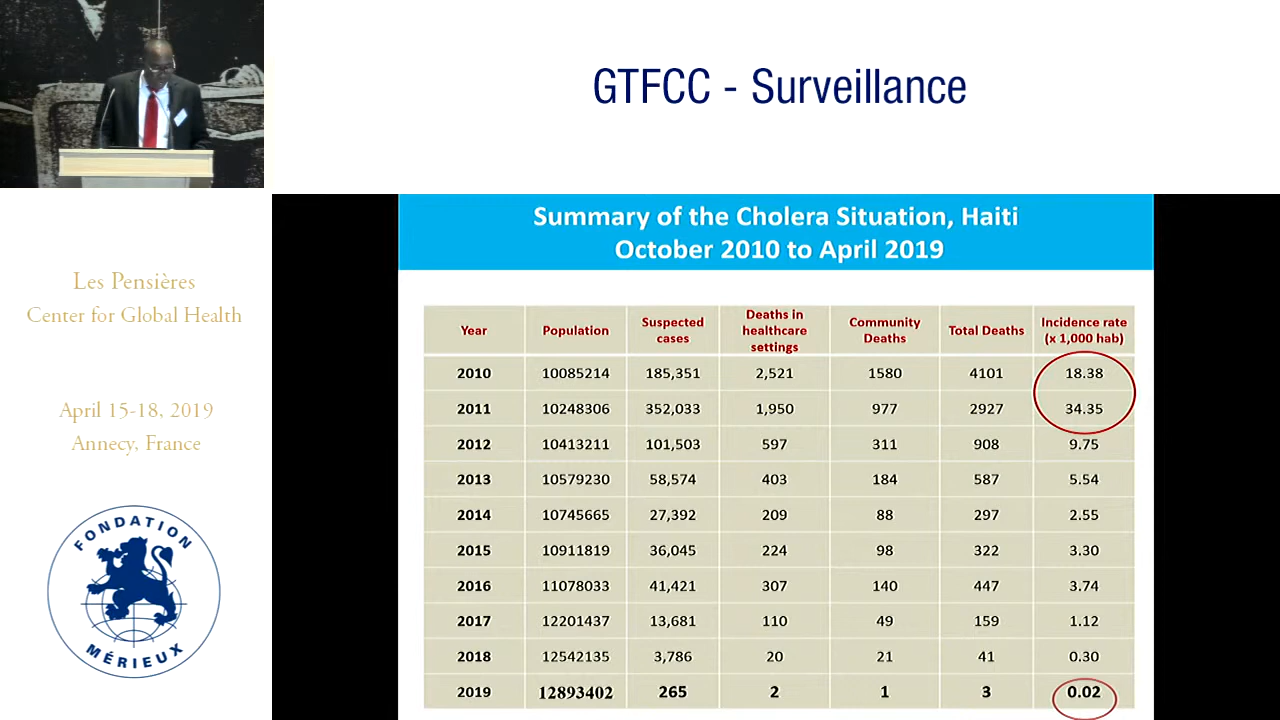 GTFCC - Surveillance
Summary of the Cholera Situation, Haiti
October 2010 to April 2019
Les Pensières
Center for Global Health
April 15-18, 2019
Annecy, France
FONDATION
MÉRIEUX
Year Population Suspected cases Deaths in healthcare settings Community Deaths Total Deaths Incidence rate (x 1,000 hab)
2010 10085214 185,351 2,521 1580 4101 18.38
2011 10248306 352,033 1,950 977 2927 34.35
2012 10413211 101,503 597 311 908 9.75
2013 10579230 58,574 403 184 587 5.54
2014 10745665 27,392 209 88 297 2.55
2015 10911819 36,045 224 98 322 3.30
2016 11078033 41,421 307 140 447 3.74
2017 12201437 13,681 110 49 159 1.12
2018 12542135 3,786 20 21 41 0.30
2019 12893402 265 2 1 3 0.02